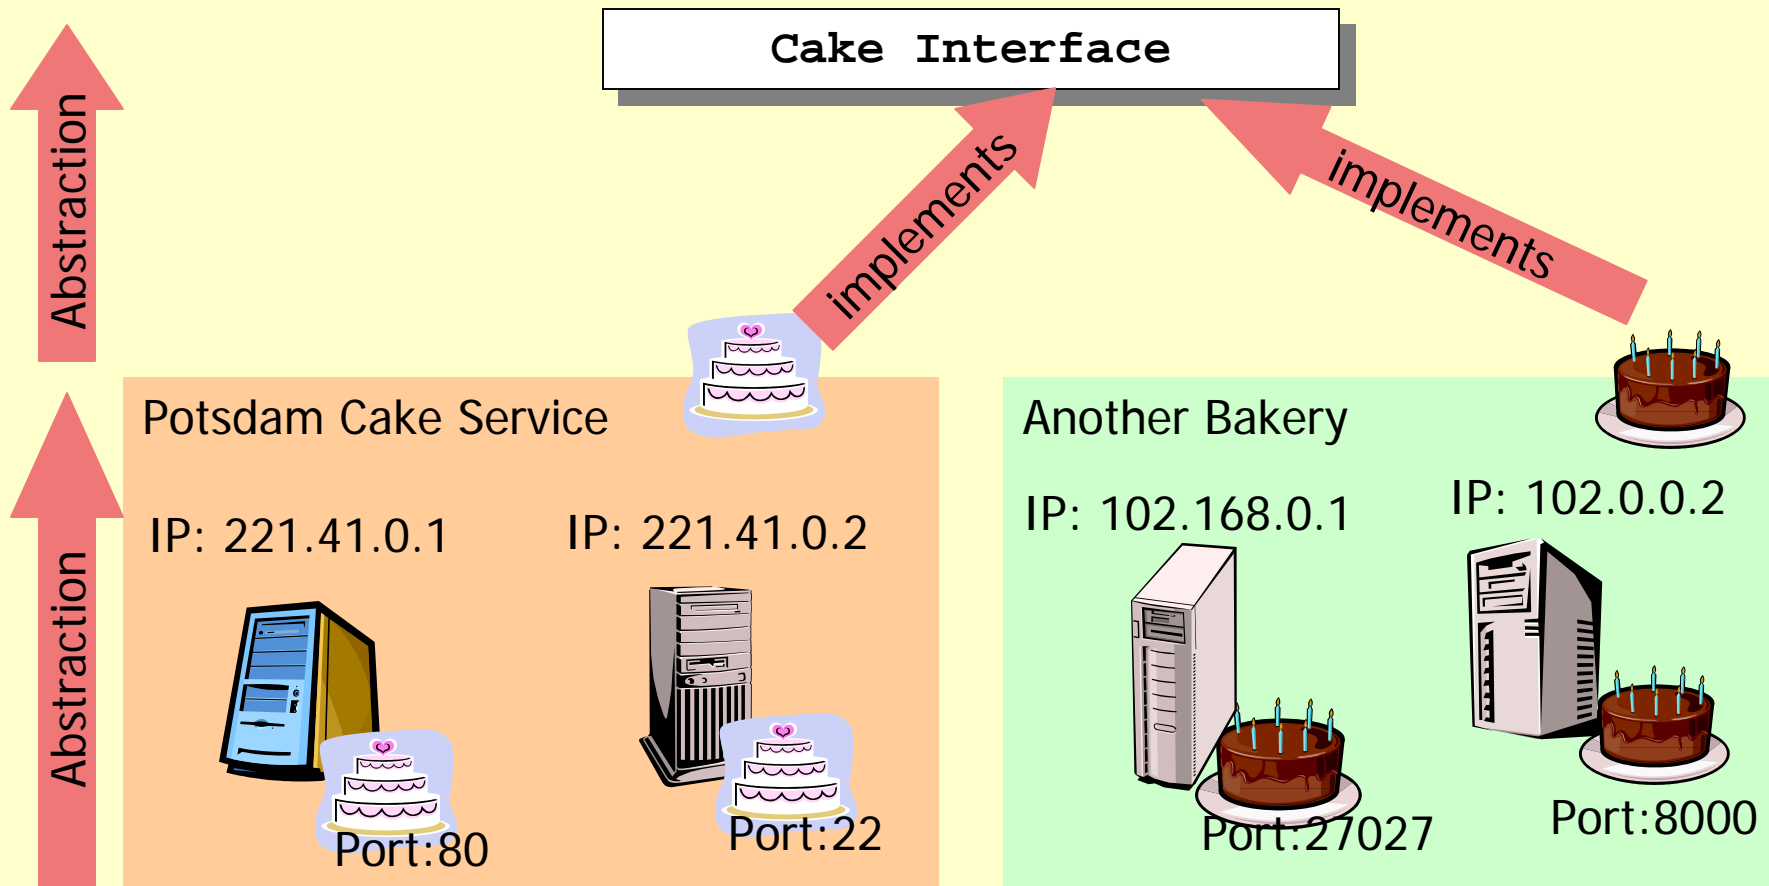 Cake Interface
Abstraction
implements
implements
Potsdam Cake Service
Another Bakery
IP: 221.41.0.1
IP: 221.41.0.2
IP: 102.168.0.1
IP: 102.0.0.2
Abstraction
Port:80
Port:22
Port:27027
Port:8000